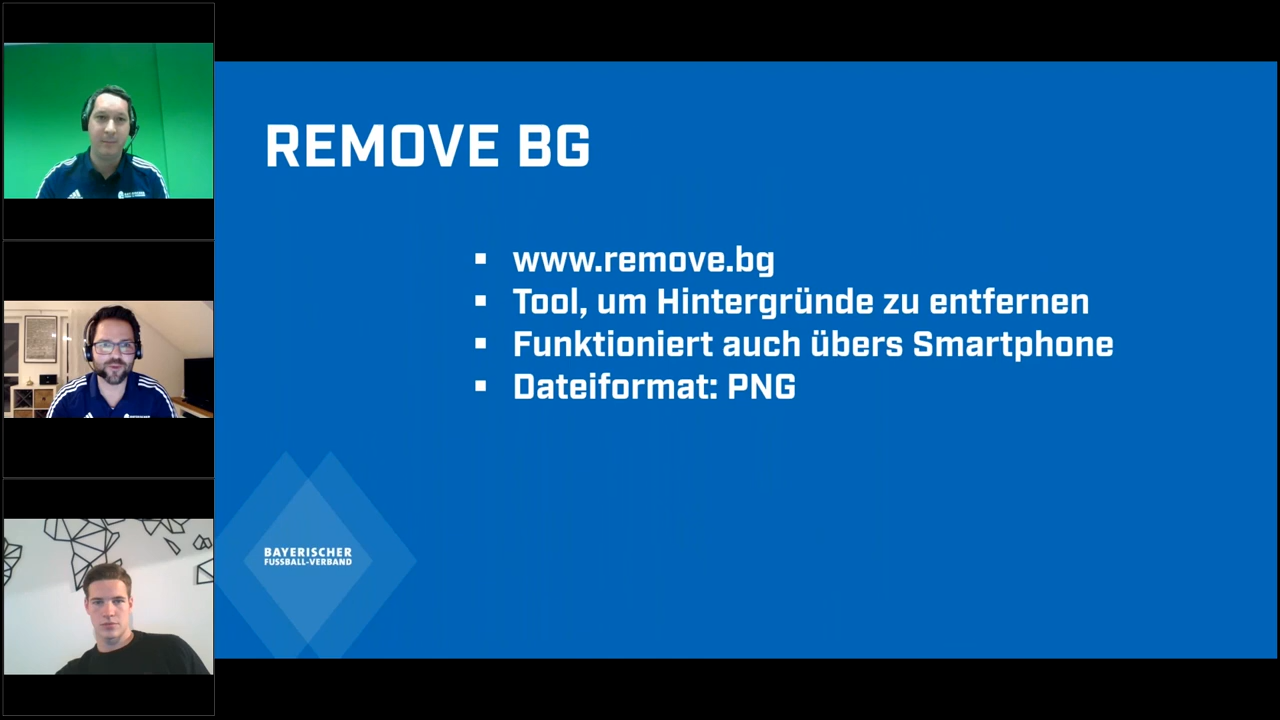 REMOVE BG
▪ www.remove.bg
▪ Tool, um Hintergründe zu entfernen
▪ Funktioniert auch übers Smartphone
▪ Dateiformat: PNG
BAYERISCHER
FUSSBALL-VERBAND